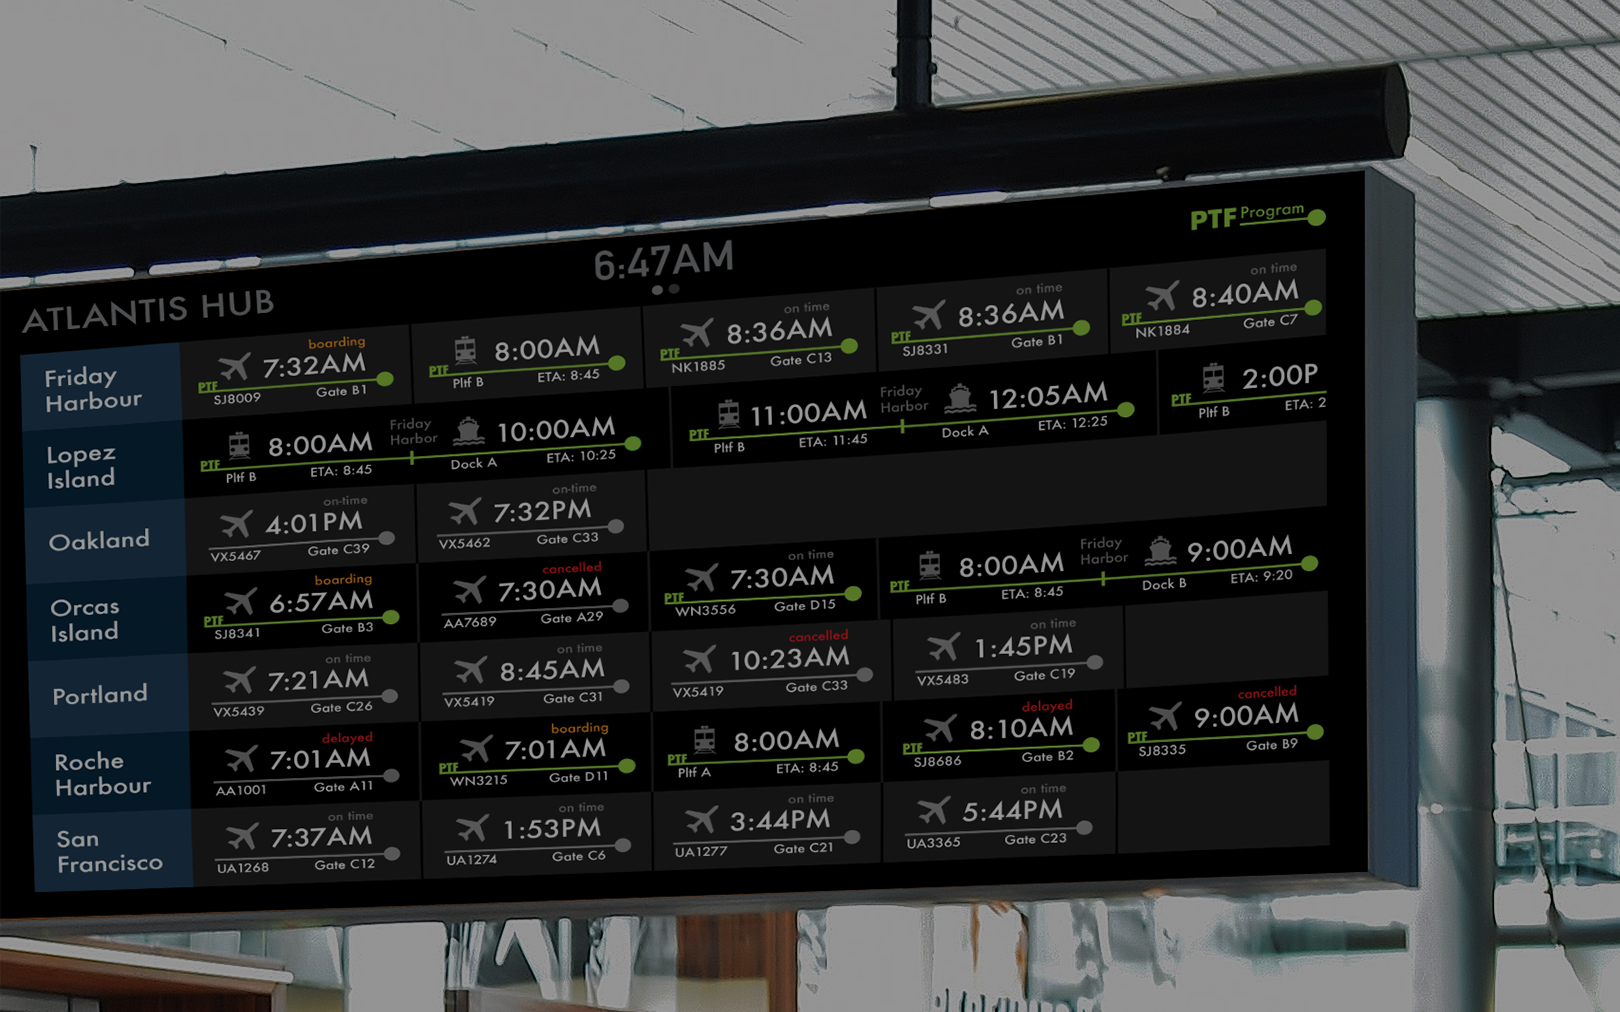 PTF Program
6:47AM
ATLANTIS HUB
Friday Harbour
boarding
7:32AM
PTF
SJ8009 Gate B1
8:00AM
PTF
Pltf B ETA: 8:45
on time
8:36AM
PTF
NK1885 Gate C13
on time
8:36AM
PTF
SJ8331 Gate B1
on time
8:40AM
PTF
NK1884 Gate C7
Lopez Island
8:00AM
PTF
Pltf B ETA: 8:45
Friday Harbor
10:00AM
Dock A ETA: 10:25
11:00AM
PTF
Pltf B ETA: 11:45
Friday Harbor
12:05AM
Dock A ETA: 12:25
2:00P
PTF
Pltf B ETA: 2
Oakland
on-time
4:01PM
VX5467 Gate C39
on-time
7:32PM
VX5462 Gate C33
Orcas Island
boarding
6:57AM
PTF
SJ8341 Gate B3
cancelled
7:30AM
AA7689 Gate A29
on time
7:30AM
PTF
WN3556 Gate D15
8:00AM
PTF
Pltf B ETA: 8:45
Friday Harbor
9:00AM
Dock B ETA: 9:20
Portland
on time
7:21AM
VX5439 Gate C26
on time
8:45AM
VX5419 Gate C31
cancelled
10:23AM
VX5419 Gate C33
on time
1:45PM
VX5483 Gate C19
Roche Harbour
delayed
7:01AM
AA1001 Gate A11
boarding
7:01AM
PTF
WN3215 Gate D11
8:00AM
PTF
Pltf A ETA: 8:45
delayed
8:10AM
PTF
SJ8686 Gate B2
cancelled
9:00AM
PTF
SJ8335 Gate B9
San Francisco
on time
7:37AM
UA1268 Gate C12
on time
1:53PM
UA1274 Gate C6
on time
3:44PM
UA1277 Gate C21
on time
5:44PM
UA3365 Gate C23